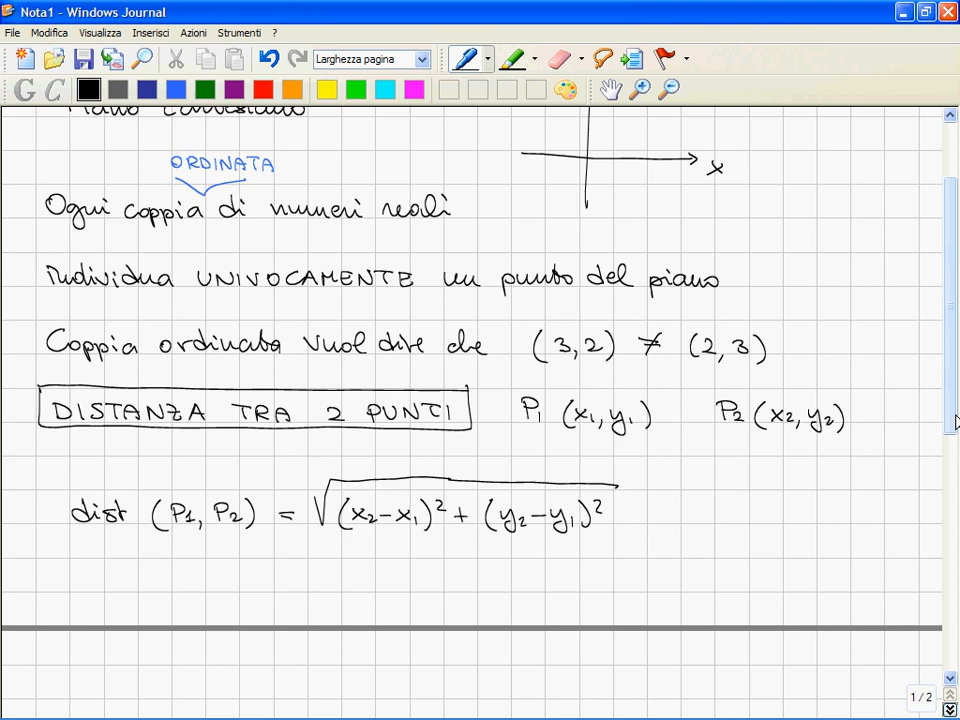 Nota1 - Windows Journal
File Modifica Visualizza Inserisci Azioni Strumenti ?
Larghezza pagina
G C
Piano cartesiano
x
ORDINATA
Ogni coppia di numeri reali
individua UNIVOCAMENTE un punto del piano
Coppia ordinata vuol dire che (3,2) ≠ (2,3)
DISTANZA TRA 2 PUNTI P₁ (x₁,y₁) P₂ (x₂,y₂)
dist (P₁, P₂) = √((x₂-x₁)² + (y₂-y₁)²)
1 / 2